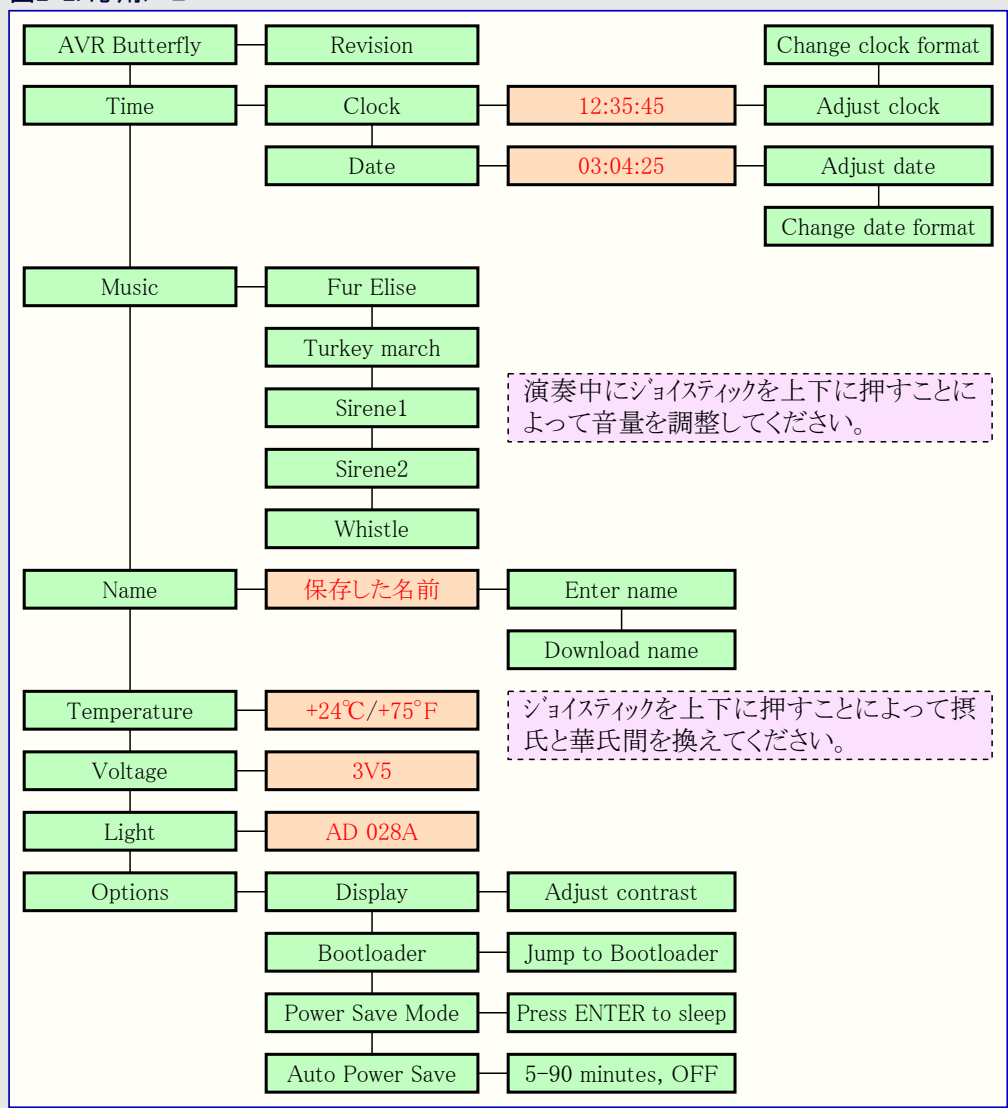 AVR Butterfly
Revision
Change clock format
Time
Clock
12:35:45
Adjust clock
Date
03:04:25
Adjust date
Change date format
Music
Fur Elise
Turkey march
Sirene1
Sirene2
Whistle
演奏中にｼﾞｮｲｽﾃｨｯｸを上下に押すことに
よって音量を調整してください。
Name
保存した名前
Enter name
Download name
Temperature
+24℃/+75°F
ｼﾞｮｲｽﾃｨｯｸを上下に押すことによって摂
氏と華氏間を換えてください。
Voltage
3V5
Light
AD 028A
Options
Display
Adjust contrast
Bootloader
Jump to Bootloader
Power Save Mode
Press ENTER to sleep
Auto Power Save
5-90 minutes, OFF